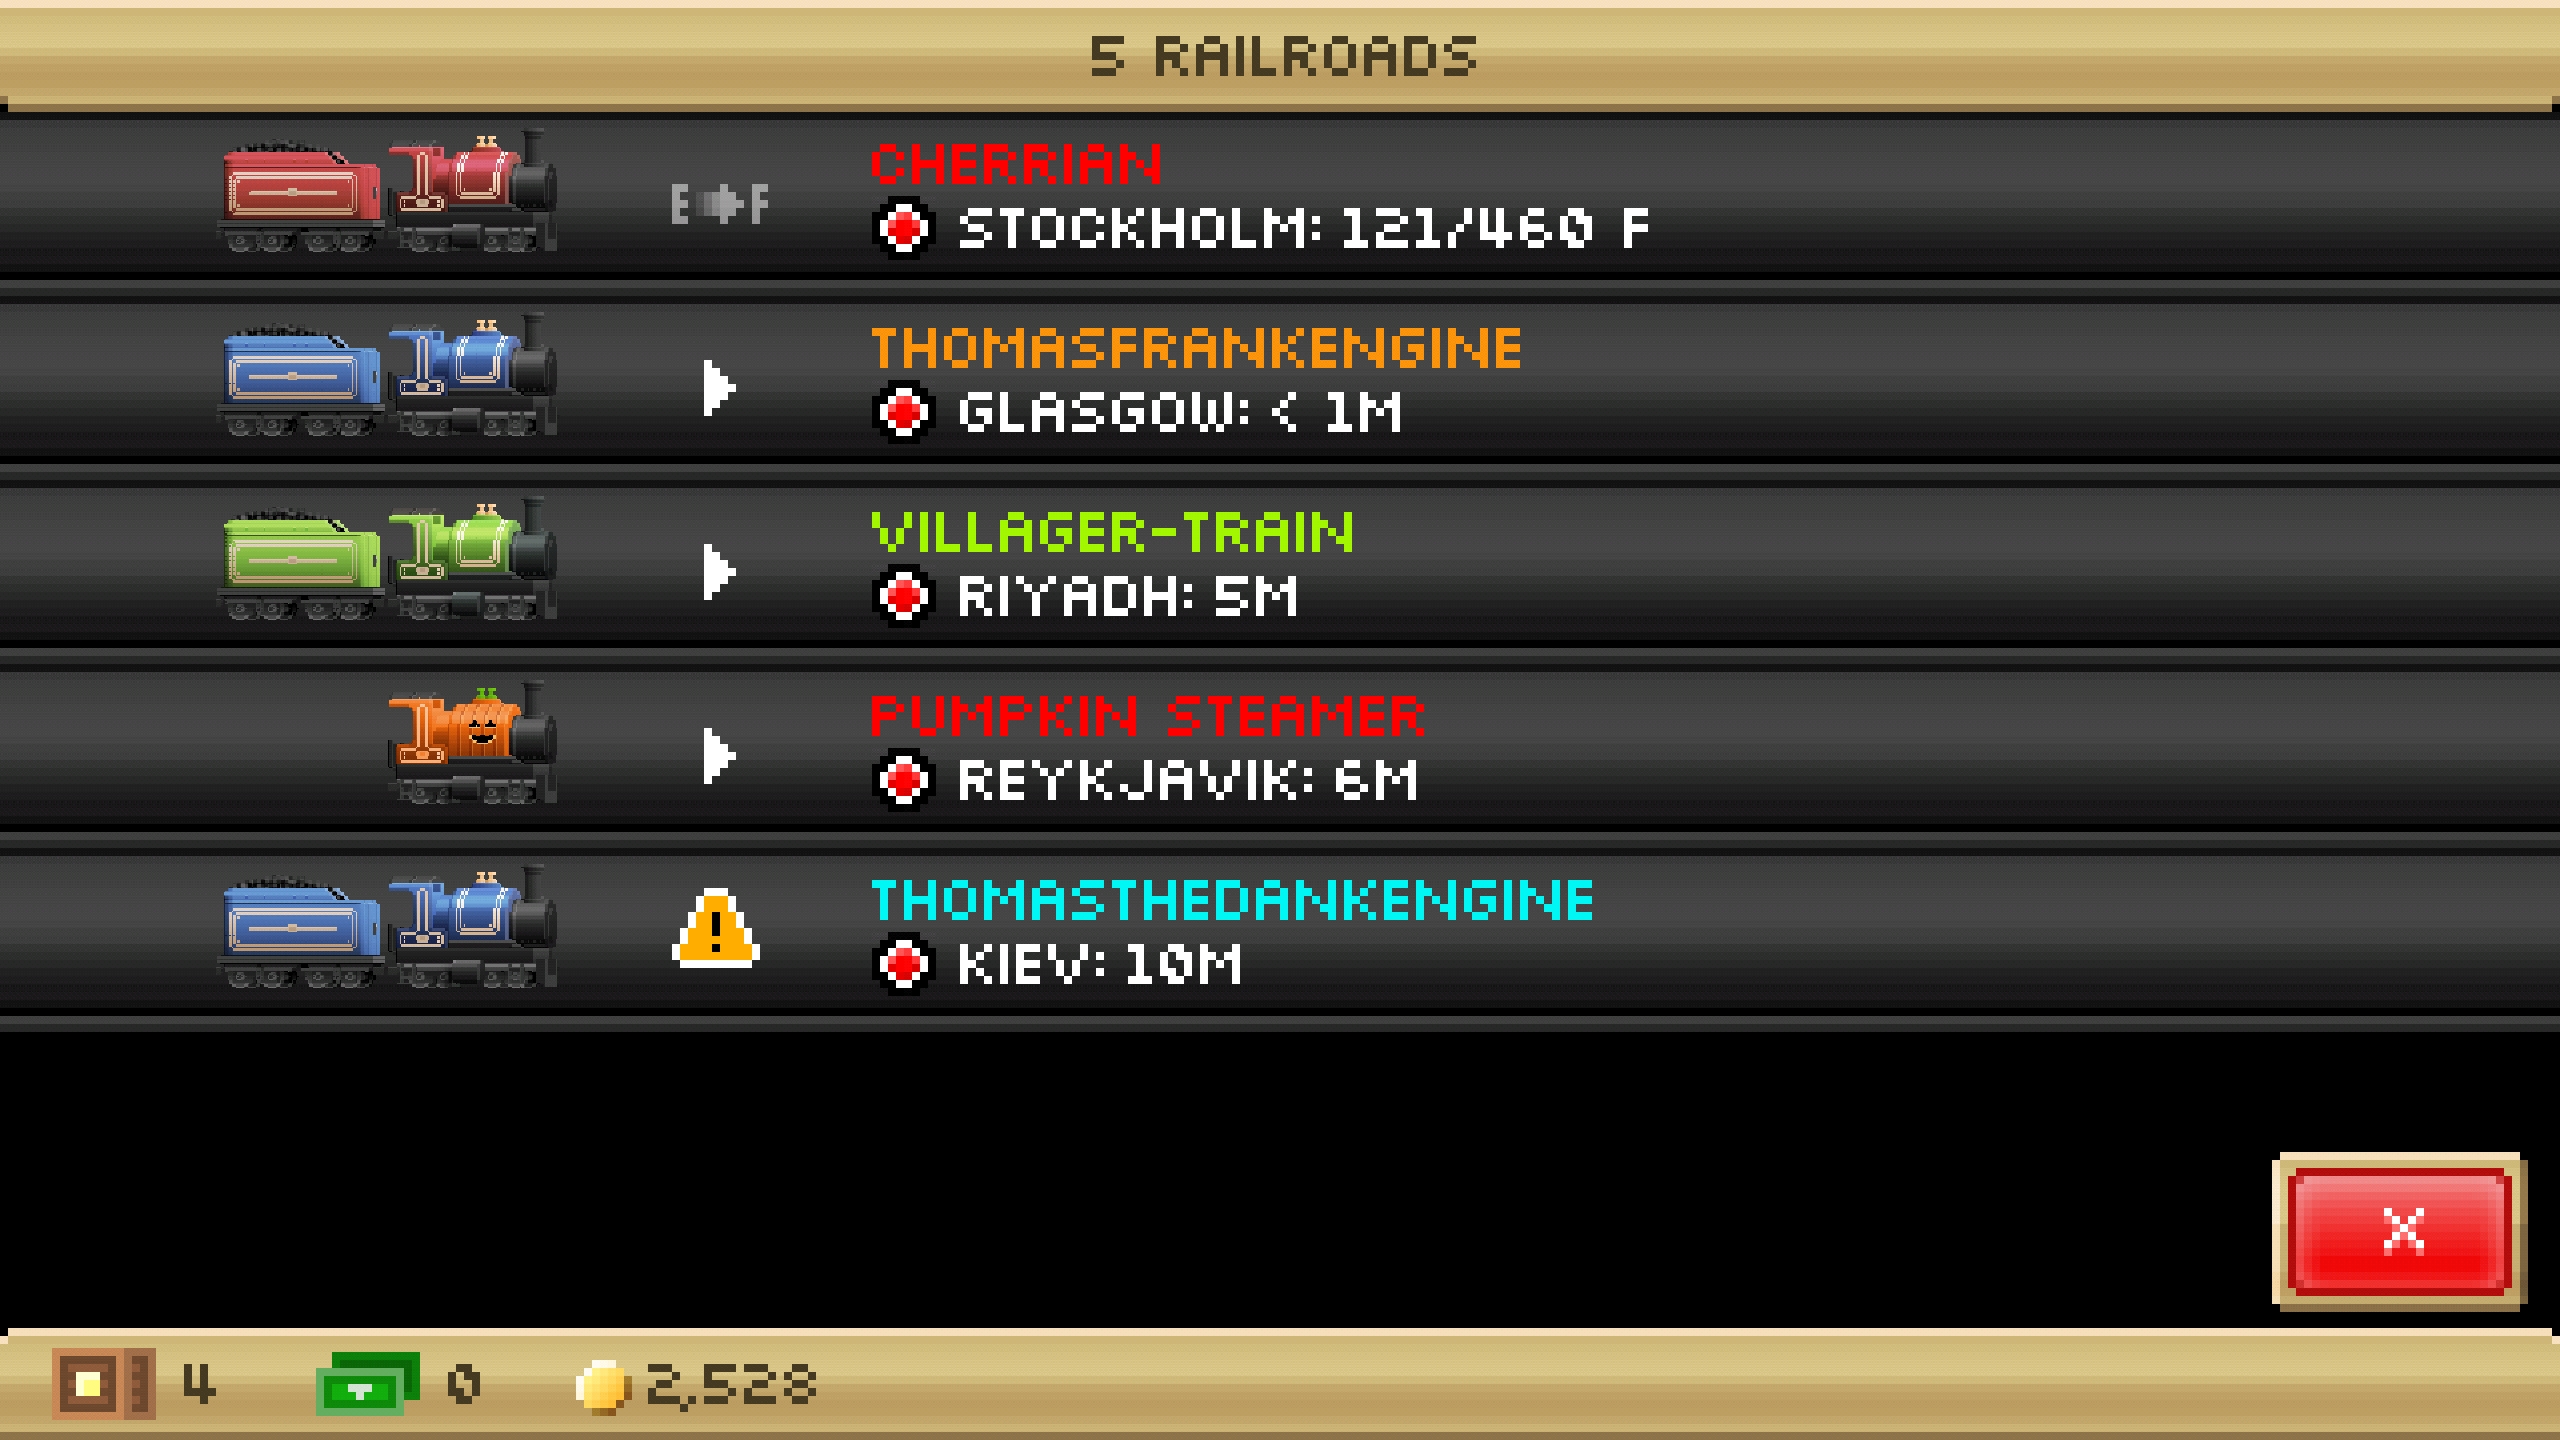 5 RAILROADS
CHERRIAN
E F
STOCKHOLM: 121/460 F
THOMASFRANKENGINE
GLASGOW: < 1M
VILLAGER-TRAIN
RIYADH: 5M
PUMPKIN STEAMER
REYKJAVIK: 6M
!
THOMASTHEDANKENGINE
KIEV: 10M
X
4 0 2,528